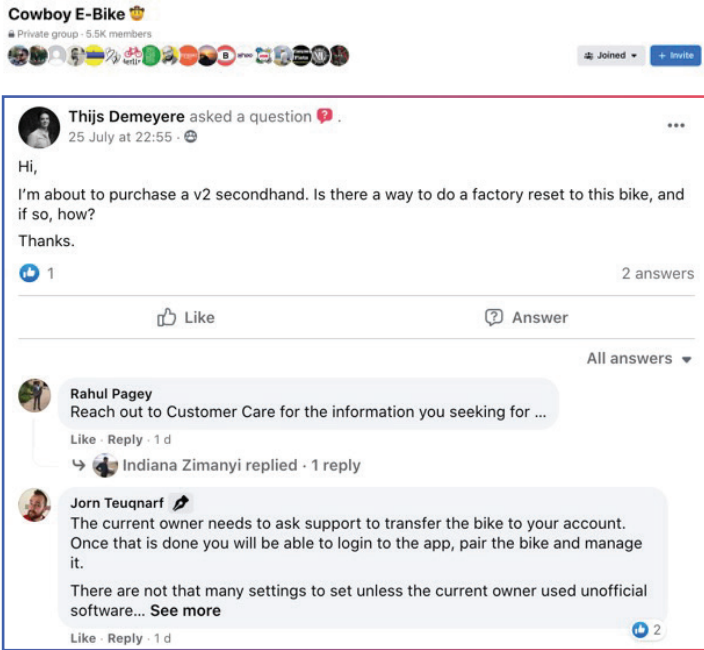 Cowboy E-Bike 🤠
Private group · 5.5K members
Joined
+ Invite
Thijs Demeyere asked a question .
25 July at 22:55 ·
Hi,
I'm about to purchase a v2 secondhand. Is there a way to do a factory reset to this bike, and
if so, how?
Thanks.
1
2 answers
Like
Answer
All answers
Rahul Pagey
Reach out to Customer Care for the information you seeking for ...
Like · Reply · 1 d
Indiana Zimanyi replied · 1 reply
Jorn Teuqnarf
The current owner needs to ask support to transfer the bike to your account.
Once that is done you will be able to login to the app, pair the bike and manage
it.
There are not that many settings to set unless the current owner used unofficial
software... See more
2
Like · Reply · 1 d